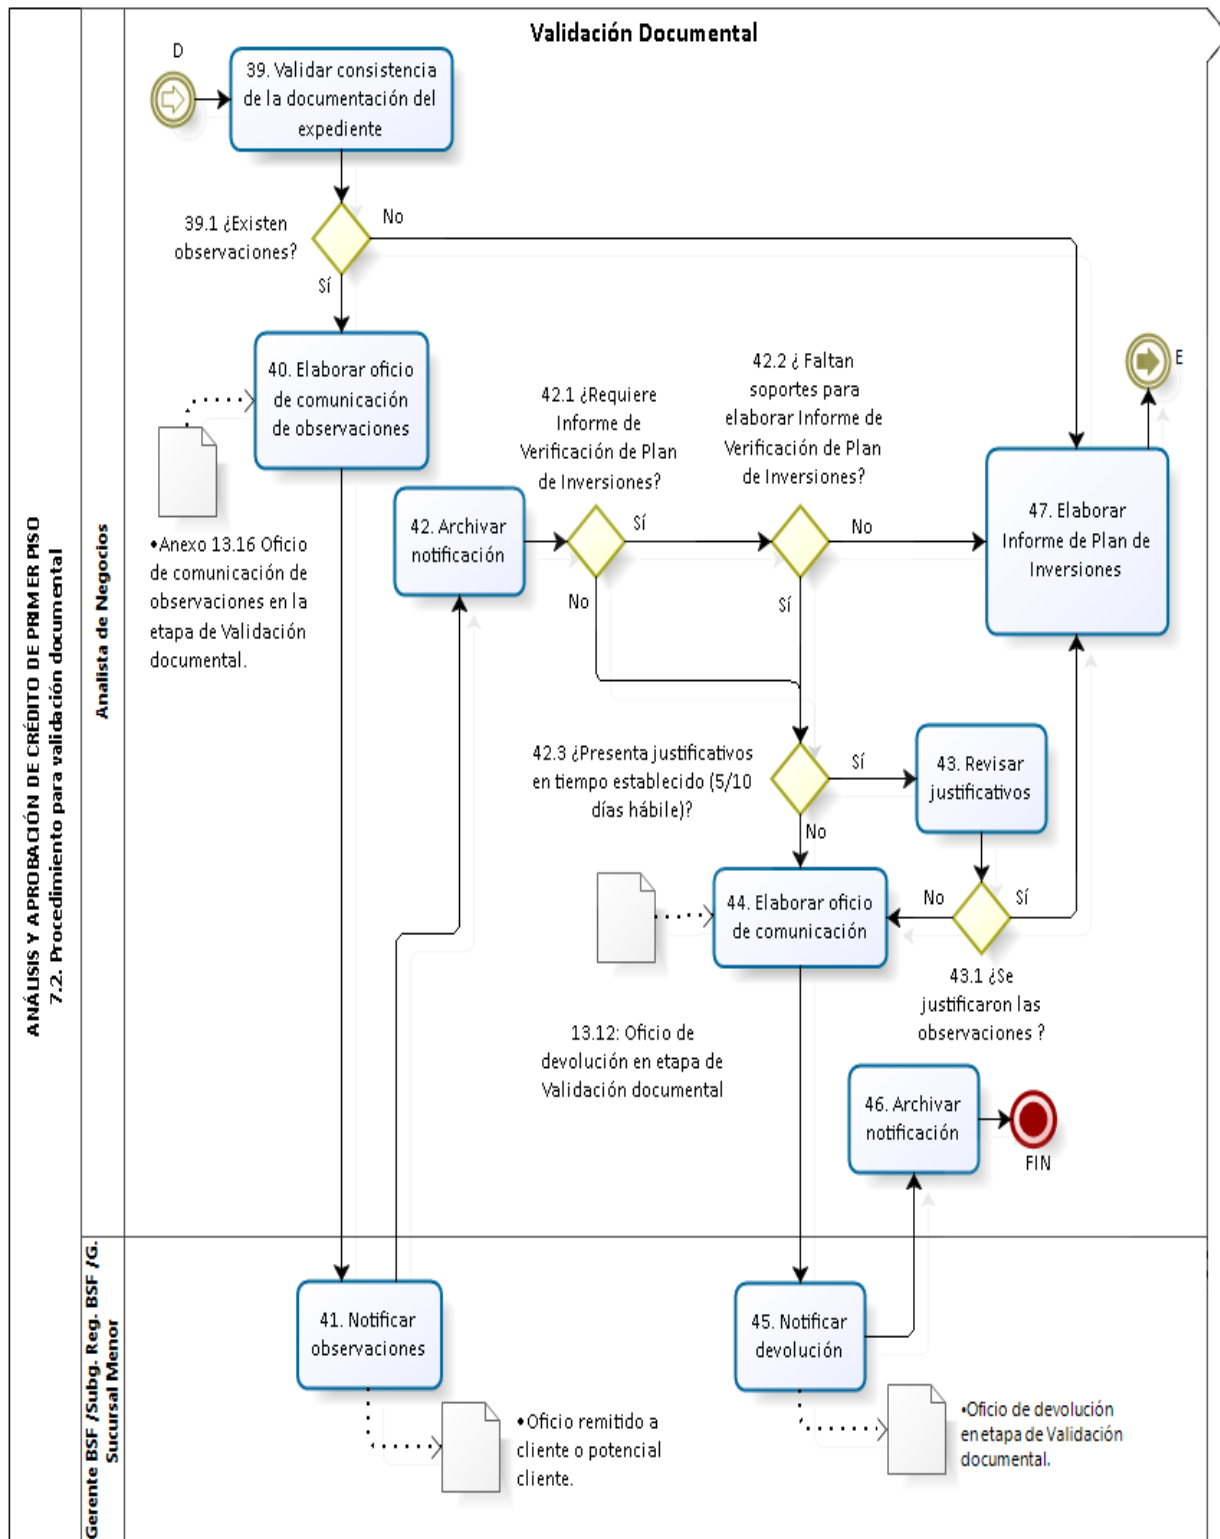 Validación Documental
ANÁLISIS Y APROBACIÓN DE CRÉDITO DE PRIMER PISO
7.2. Procedimiento para validación documental
Analista de Negocios
D
39. Validar consistencia
de la documentación del
expediente
39.1 ¿Existen
observaciones?
No
Sí
40. Elaborar oficio
de comunicación
de observaciones
•Anexo 13.16 Oficio
de comunicación de
observaciones en la
etapa de Validación
documental.
42. Archivar
notificación
42.1 ¿Requiere
Informe de
Verificación de Plan
de Inversiones?
Sí
No
42.2 ¿ Faltan
soportes para
elaborar Informe de
Verificación de Plan
de Inversiones?
No
Sí
E
47. Elaborar
Informe de Plan de
Inversiones
42.3 ¿Presenta justificativos
en tiempo establecido (5/10
días hábile)?
Sí
No
43. Revisar
justificativos
44. Elaborar oficio
de comunicación
No
Sí
43.1 ¿Se
justificaron las
observaciones ?
13.12: Oficio de
devolución en etapa de
Validación documental
46. Archivar
notificación
FIN
Gerente BSF /Subg. Reg. BSF /G.
Sucursal Menor
41. Notificar
observaciones
•Oficio remitido a
cliente o potencial
cliente.
45. Notificar
devolución
•Oficio de devolución
en etapa de Validación
documental.